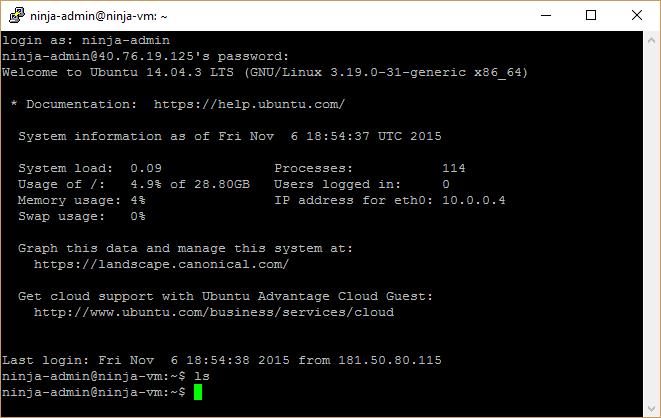 ninja-admin@ninja-vm: ~
login as: ninja-admin
ninja-admin@40.76.19.125's password:
Welcome to Ubuntu 14.04.3 LTS (GNU/Linux 3.19.0-31-generic x86_64)
* Documentation:  https://help.ubuntu.com/
System information as of Fri Nov  6 18:54:37 UTC 2015
System load:  0.09              Processes:           114
Usage of /:   4.9% of 28.80GB   Users logged in:     0
Memory usage: 4%                IP address for eth0: 10.0.0.4
Swap usage:   0%
Graph this data and manage this system at:
https://landscape.canonical.com/
Get cloud support with Ubuntu Advantage Cloud Guest:
http://www.ubuntu.com/business/services/cloud
Last login: Fri Nov  6 18:54:38 2015 from 181.50.80.115
ninja-admin@ninja-vm:~$ ls
ninja-admin@ninja-vm:~$